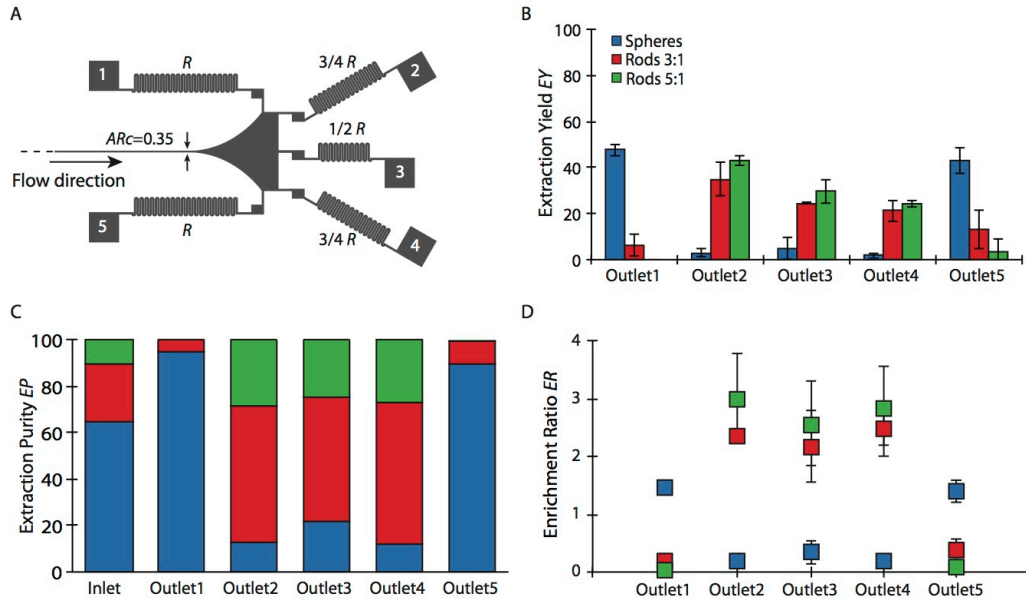 A
1
R
3/4 R
2
ARc=0.35
1/2 R
3
Flow direction
5
R
3/4 R
4
B
Extraction Yield EY
100
80
60
40
20
0
Spheres
Rods 3:1
Rods 5:1
Outlet1 Outlet2 Outlet3 Outlet4 Outlet5
C
Extraction Purity EP
100
80
60
40
20
0
Inlet Outlet1 Outlet2 Outlet3 Outlet4 Outlet5
D
Enrichment Ratio ER
4
3
2
1
0
Outlet1 Outlet2 Outlet3 Outlet4 Outlet5